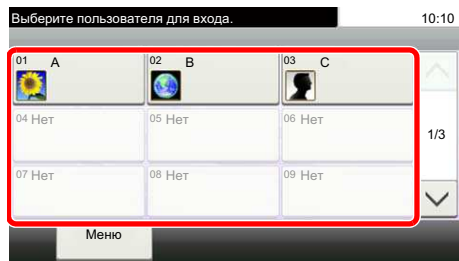 Выберите пользователя для входа. 10:10
01 A 02 B 03 C
04 Нет 05 Нет 06 Нет
1/3
07 Нет 08 Нет 09 Нет
Меню